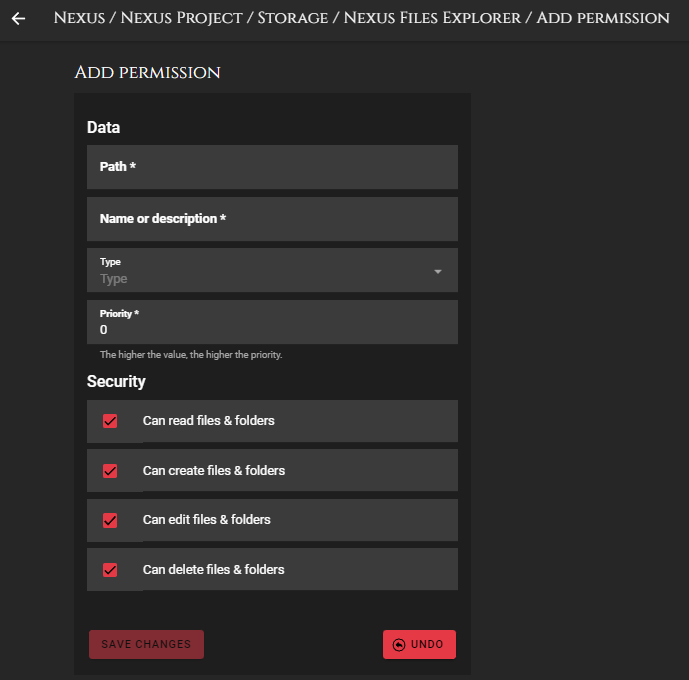 Nexus / Nexus Project / Storage / Nexus Files Explorer / Add permission
Add permission
Data
Path *
Name or description *
Type
Type
Priority *
0
The higher the value, the higher the priority.
Security
Can read files & folders
Can create files & folders
Can edit files & folders
Can delete files & folders
SAVE CHANGES UNDO